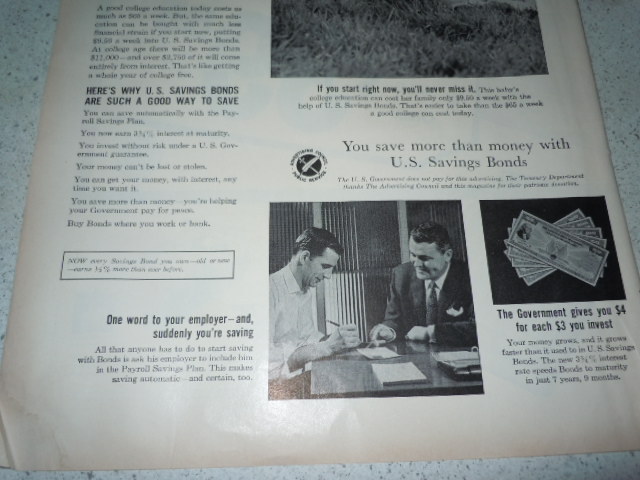 A good college education today costs as
much as $65 a week. But, the same edu-
cation can be bought with much less
financial strain if you start now, putting
$9.50 a week into U. S. Savings Bonds.
At college age there will be more than
$11,000—and over $2,750 of it will come
entirely from interest. That's like getting
a whole year of college free.
HERE'S WHY U. S. SAVINGS BONDS
ARE SUCH A GOOD WAY TO SAVE
You can save automatically with the Pay-
roll Savings Plan.
You now earn 3¾% interest at maturity.
You invest without risk under a U. S. Gov-
ernment guarantee.
Your money can't be lost or stolen.
You can get your money, with interest, any
time you want it.
You save more than money—you're helping
your Government pay for peace.
Buy Bonds where you work or bank.
NOW every Savings Bond you own—old or new
—earns ½% more than ever before.
One word to your employer—and,
suddenly you're saving
All that anyone has to do to start saving
with Bonds is ask his employer to include him
in the Payroll Savings Plan. This makes
saving automatic—and certain, too.
If you start right now, you'll never miss it. This baby's
college education can cost her family only $9.50 a week with the
help of U. S. Savings Bonds. That's easier to take than the $65 a week
a good college can cost today.
You save more than money with
U.S. Savings Bonds
The U. S. Government does not pay for this advertising. The Treasury Department
thanks The Advertising Council and this magazine for their patriotic donation.
The Government gives you $4
for each $3 you invest
Your money grows, and it grows
faster than it used to in U. S. Savings
Bonds. The new 3¾% interest
rate speeds Bonds to maturity
in just 7 years, 9 months.